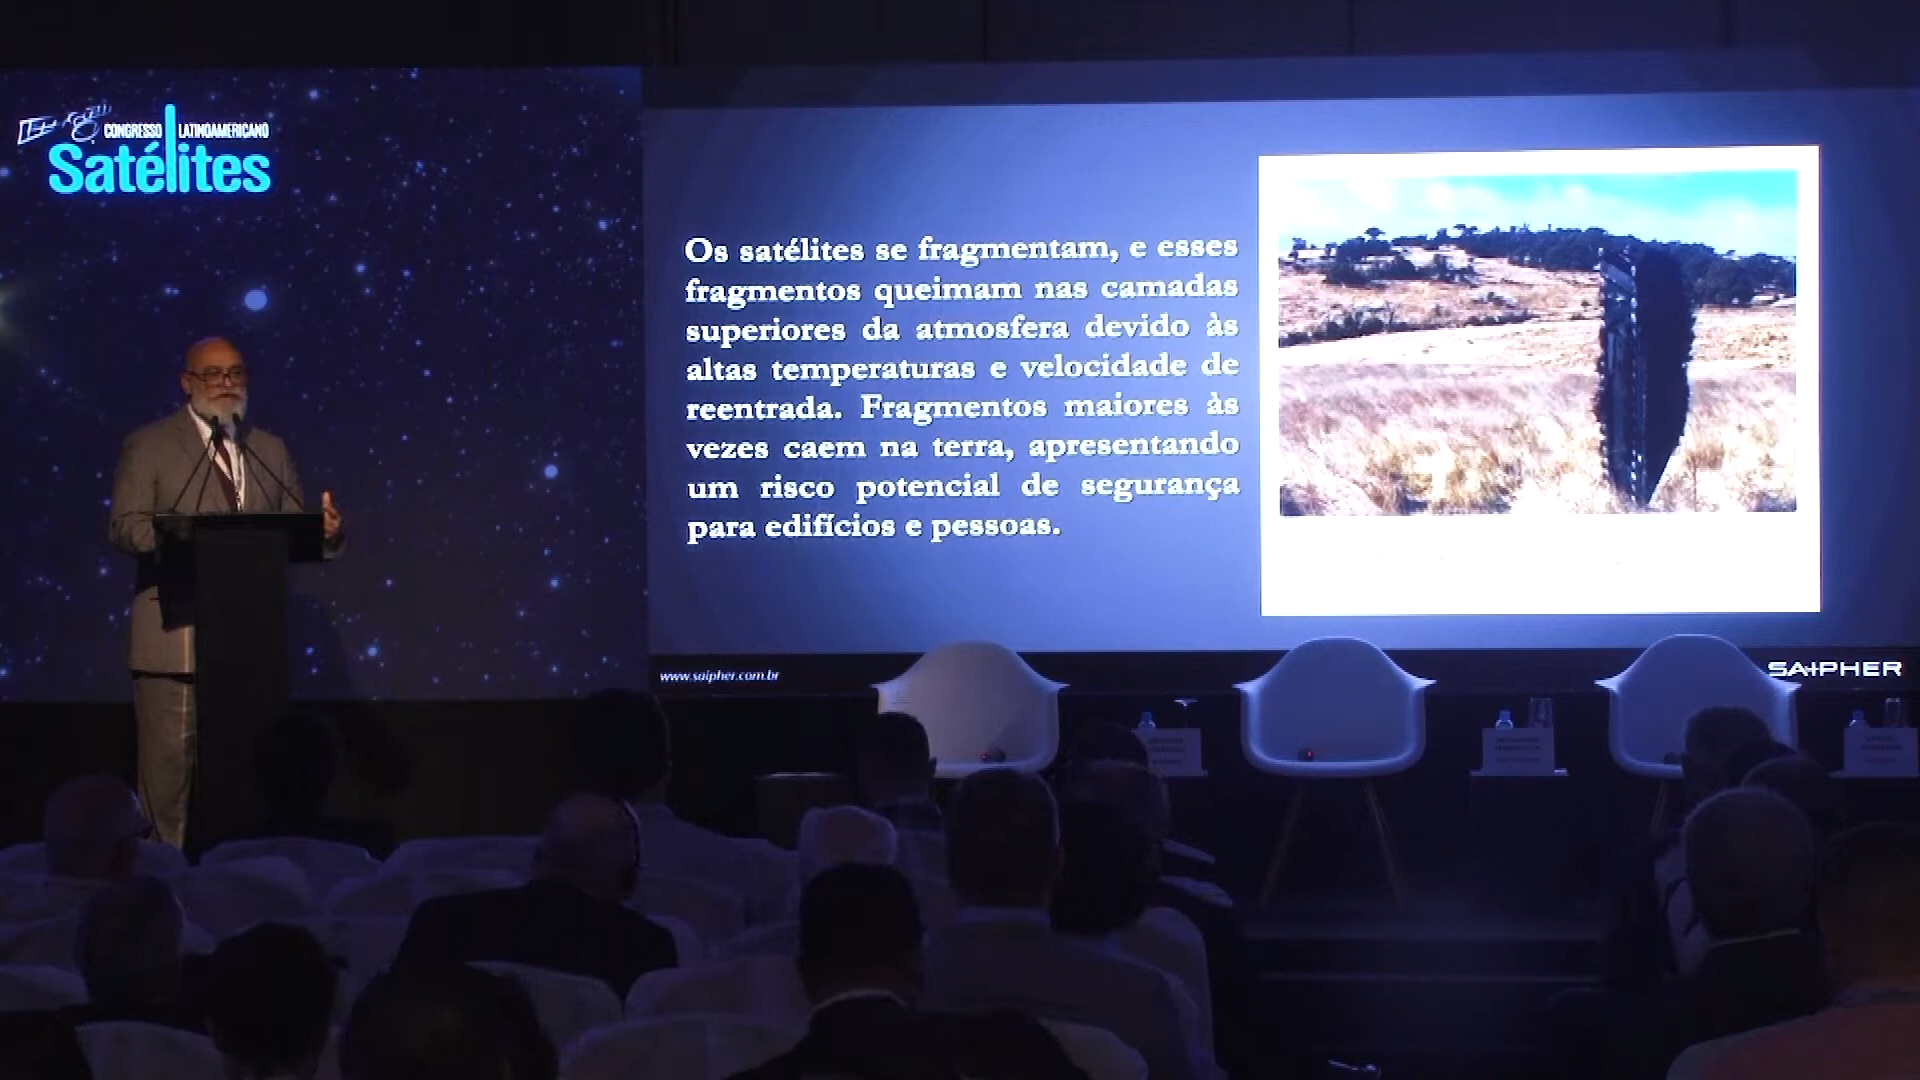 CONGRESSO LATINOAMERICANO
Satélites
Os satélites se fragmentam, e esses
fragmentos queimam nas camadas
superiores da atmosfera devido às
altas temperaturas e velocidade de
reentrada. Fragmentos maiores às
vezes caem na terra, apresentando
um risco potencial de segurança
para edifícios e pessoas.
www.saipher.com.br
SAIPHER